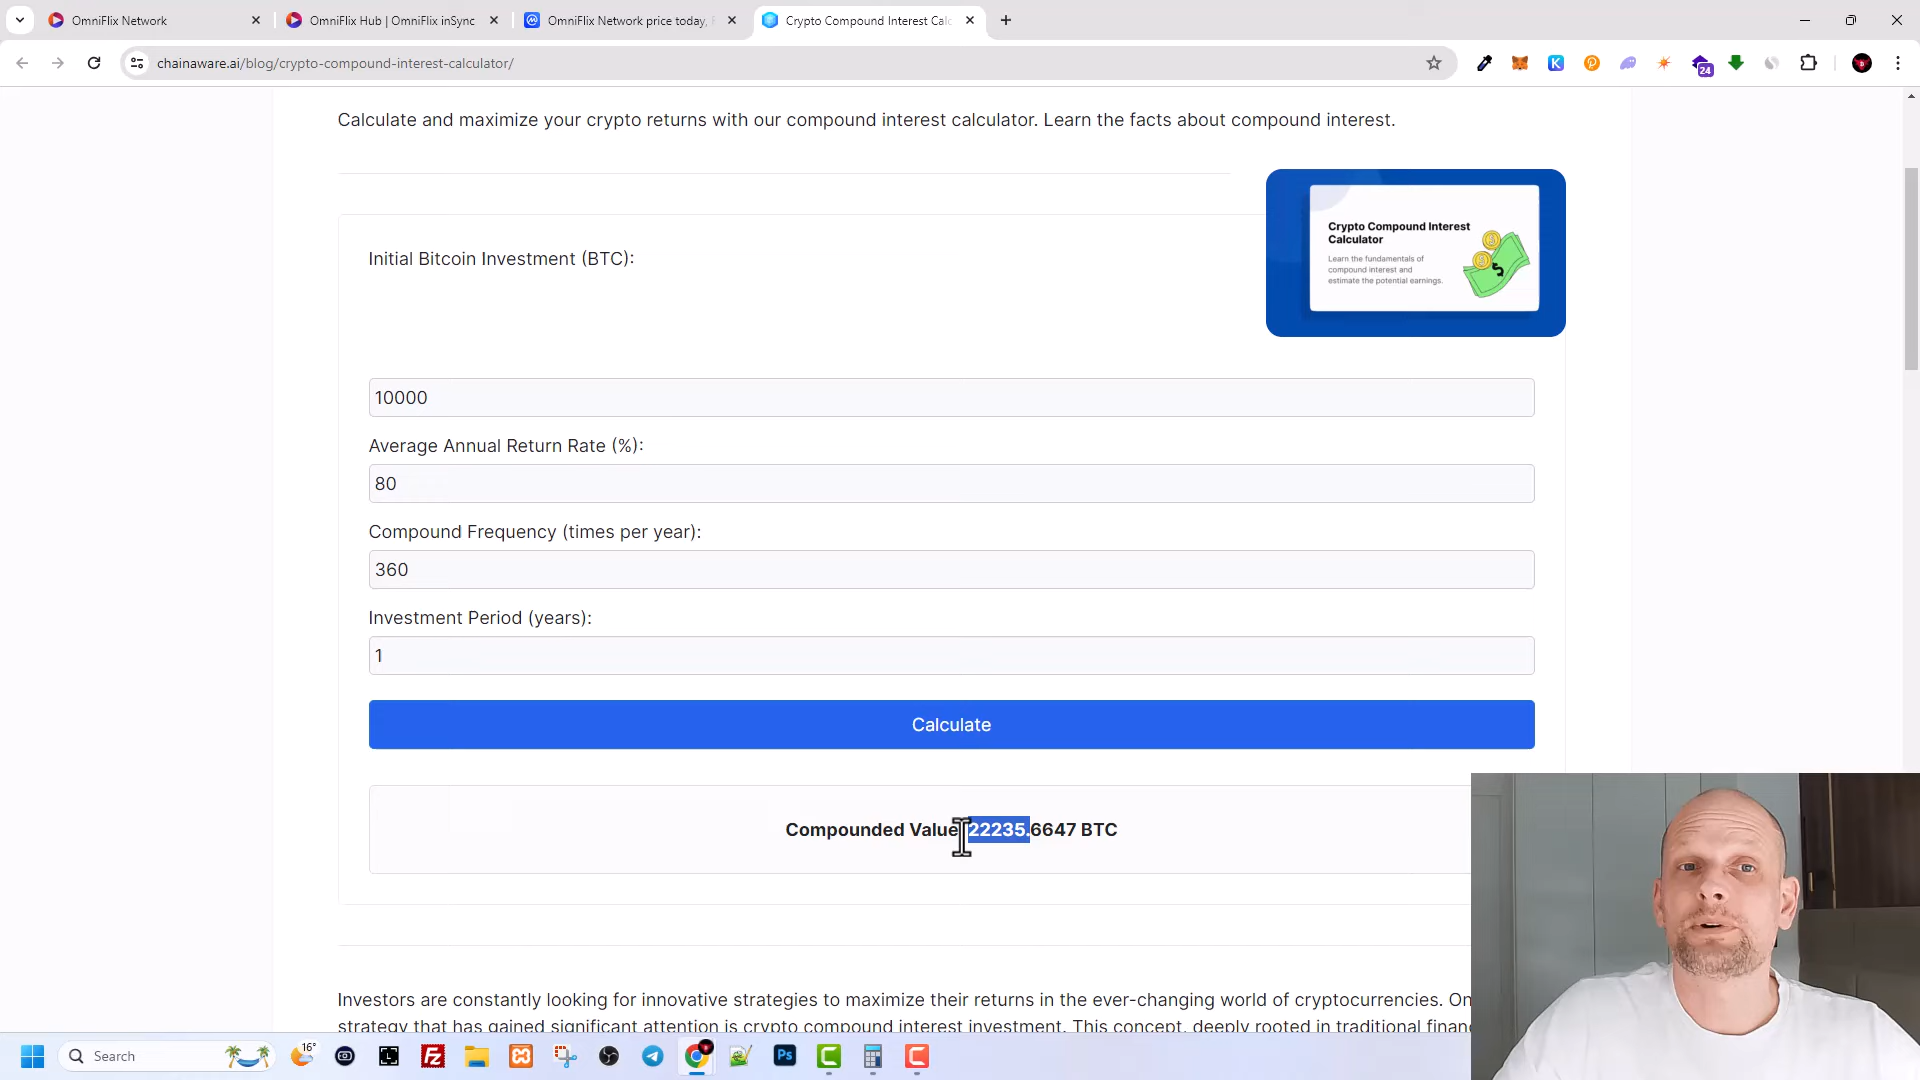 OmniFlix Network
OmniFlix Hub | OmniFlix inSync
OmniFlix Network price today,
Crypto Compound Interest Calc
chainaware.ai/blog/crypto-compound-interest-calculator/
24
Calculate and maximize your crypto returns with our compound interest calculator. Learn the facts about compound interest.
Crypto Compound Interest
Calculator
Learn the fundamentals of
compound interest and
estimate the potential earnings.
Initial Bitcoin Investment (BTC):
10000
Average Annual Return Rate (%):
80
Compound Frequency (times per year):
360
Investment Period (years):
1
Calculate
Compounded Value 22235.6647 BTC
Investors are constantly looking for innovative strategies to maximize their returns in the ever-changing world of cryptocurrencies. On
strategy that has gained significant attention is crypto compound interest investment. This concept, deeply rooted in traditional finan
Search
16°
Ps